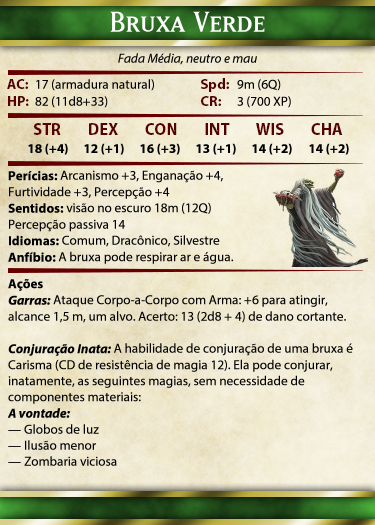 Bruxa Verde
Fada Média, neutro e mau
AC: 17 (armadura natural) Spd: 9m (6Q)
HP: 82 (11d8+33) CR: 3 (700 XP)
STR DEX CON INT WIS CHA
18 (+4) 12 (+1) 16 (+3) 13 (+1) 14 (+2) 14 (+2)
Perícias: Arcanismo +3, Enganação +4,
Furtividade +3, Percepção +4
Sentidos: visão no escuro 18m (12Q)
Percepção passiva 14
Idiomas: Comum, Dracônico, Silvestre
Anfíbio: A bruxa pode respirar ar e água.
Ações
Garras: Ataque Corpo-a-Corpo com Arma: +6 para atingir,
alcance 1,5 m, um alvo. Acerto: 13 (2d8 + 4) de dano cortante.
Conjuração Inata: A habilidade de conjuração de uma bruxa é
Carisma (CD de resistência de magia 12). Ela pode conjurar,
inatamente, as seguintes magias, sem necessidade de
componentes materiais:
A vontade:
— Globos de luz
— Ilusão menor
— Zombaria viciosa